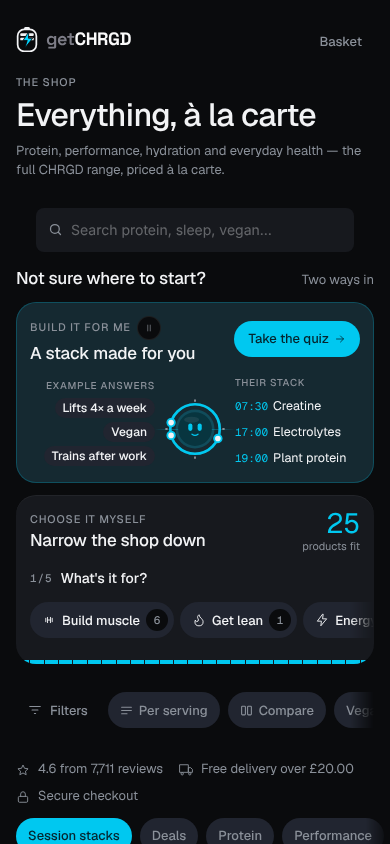 getCHRGD
Basket
THE SHOP
Everything, à la carte
Protein, performance, hydration and everyday health — the
full CHRGD range, priced à la carte.
Search protein, sleep, vegan...
Not sure where to start?
Two ways in
BUILD IT FOR ME
A stack made for you
Take the quiz →
EXAMPLE ANSWERS
Lifts 4x a week
Vegan
Trains after work
THEIR STACK
07:30 Creatine
17:00 Electrolytes
19:00 Plant protein
CHOOSE IT MYSELF
Narrow the shop down
25
products fit
1/5 What's it for?
Build muscle 6
Get lean 1
Energ
Filters
Per serving
Compare
Veg
4.6 from 7,711 reviews
Free delivery over £20.00
Secure checkout
Session stacks
Deals
Protein
Performance